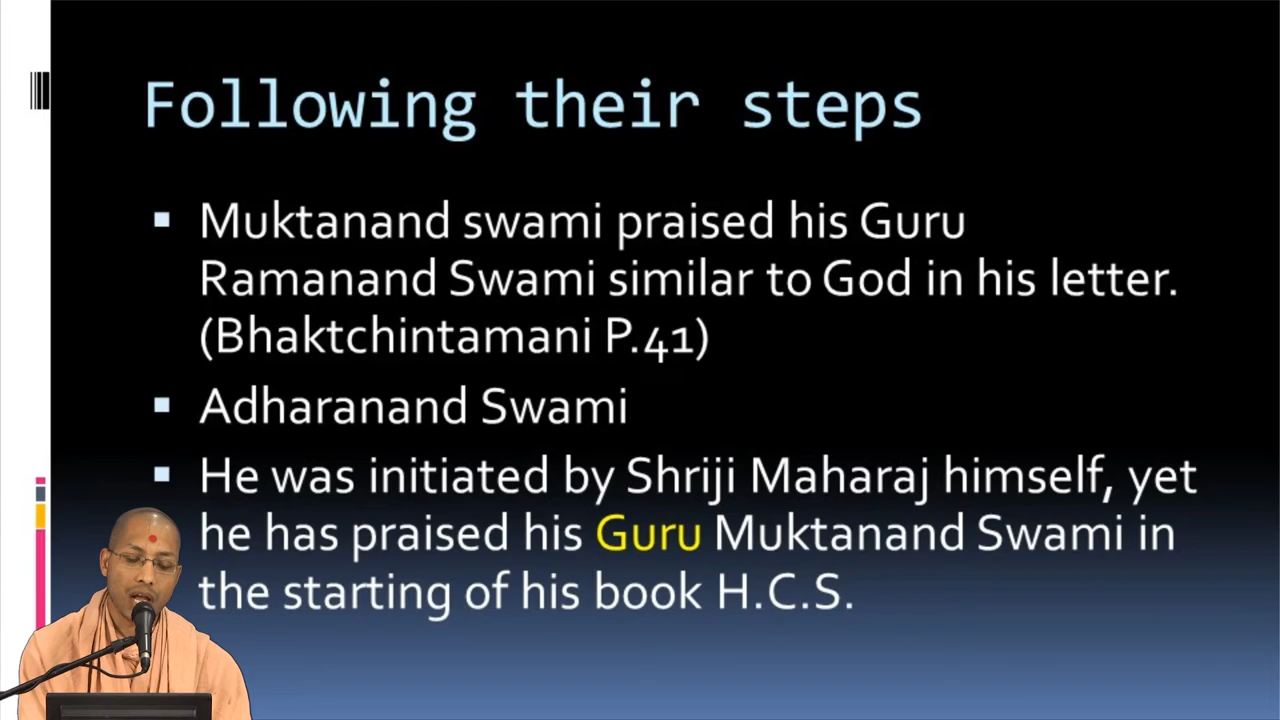 Following their steps
Muktanand swami praised his Guru
Ramanand Swami similar to God in his letter.
(Bhaktchintamani P.41)
Adharanand Swami
He was initiated by Shriji Maharaj himself, yet
he has praised his Guru Muktanand Swami in
the starting of his book H.C.S.